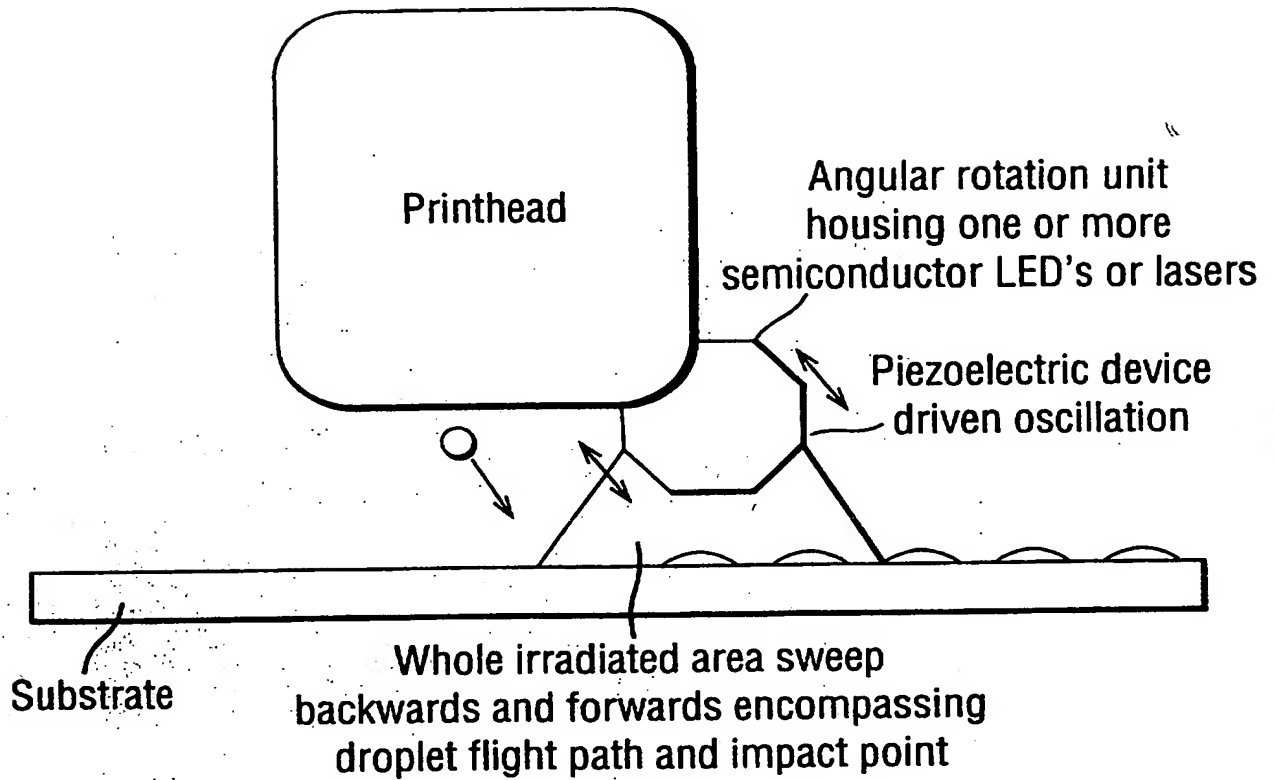 Printhead
Angular rotation unit
housing one or more
semiconductor LED's or lasers
Piezoelectric device
driven oscillation
Substrate
Whole irradiated area sweep
backwards and forwards encompassing
droplet flight path and impact point